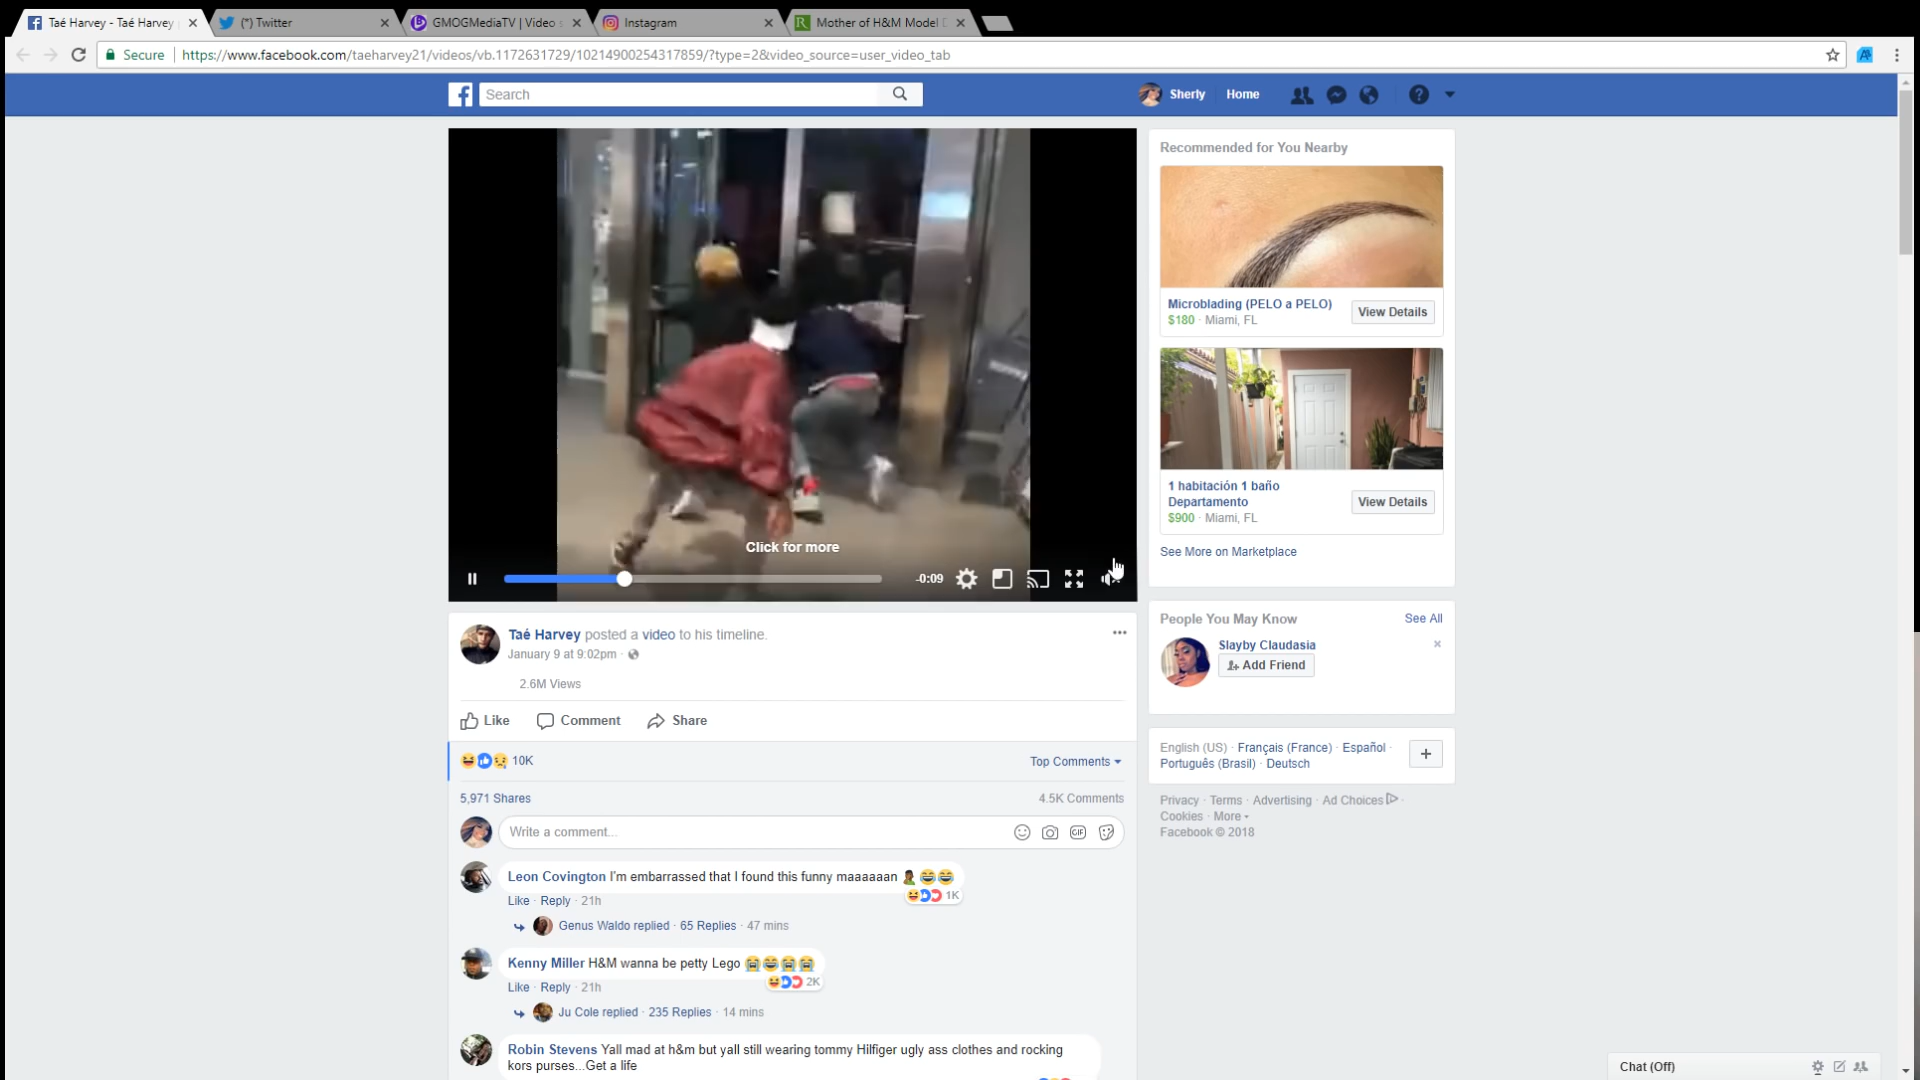 Taé Harvey - Taé Harvey
(*) Twitter
GMOGMediaTV | Video
Instagram
Mother of H&M Model
Secure
https://www.facebook.com/taeharvey21/videos/vb.1172631729/10214900254317859/?type=2&video_source=user_video_tab
Search
Sherly
Home
Click for more
-0:09
Recommended for You Nearby
Microblading (PELO a PELO)
$180 · Miami, FL
View Details
1 habitación 1 baño
Departamento
$900 · Miami, FL
View Details
See More on Marketplace
People You May Know
See All
Slayby Claudasia
Add Friend
English (US) · Français (France) · Español ·
Português (Brasil) · Deutsch
Privacy · Terms · Advertising · Ad Choices ·
Cookies · More
Facebook © 2018
Taé Harvey posted a video to his timeline.
January 9 at 9:02pm ·
2.6M Views
Like
Comment
Share
10K
Top Comments
5,971 Shares
4.5K Comments
Write a comment...
GIF
Leon Covington I'm embarrassed that I found this funny maaaaaan 🤦🏾‍♂️😂😂
1K
Like · Reply · 21h
Genus Waldo replied · 65 Replies · 47 mins
Kenny Miller H&M wanna be petty Lego 😭😂😭😭
2K
Like · Reply · 21h
Ju Cole replied · 235 Replies · 14 mins
Robin Stevens Yall mad at h&m but yall still wearing tommy Hilfiger ugly ass clothes and rocking
kors purses...Get a life
Chat (Off)